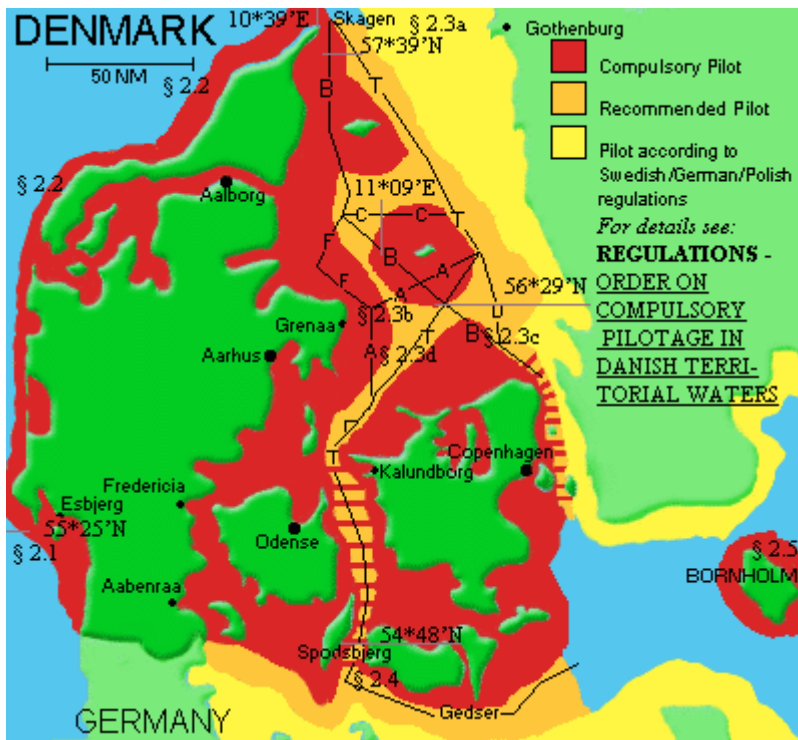 DENMARK
50 NM
10*39'E
Skagen
§ 2.3a
57*39'N
Gothenburg
Compulsory Pilot
Recommended Pilot
Pilot according to
Swedish/German/Polish
regulations
For details see:
REGULATIONS -
ORDER ON
COMPULSORY
PILOTAGE IN
DANISH TERRI-
TORIAL WATERS
§ 2.2
§ 2.2
B
T
Aalborg
11*09'E
C C T
F
B
F
A A
56*29'N
§ 2.3b
Grenaa
D
T
B § 2.3c
A § 2.3d
Aarhus
D
T
Kalundborg
Copenhagen
Fredericia
Esbjerg
55*25'N
§ 2.1
Odense
§ 2.5
BORNHOLM
Aabenraa
54*48'N
Spodsbjerg
§ 2.4
Gedser
GERMANY